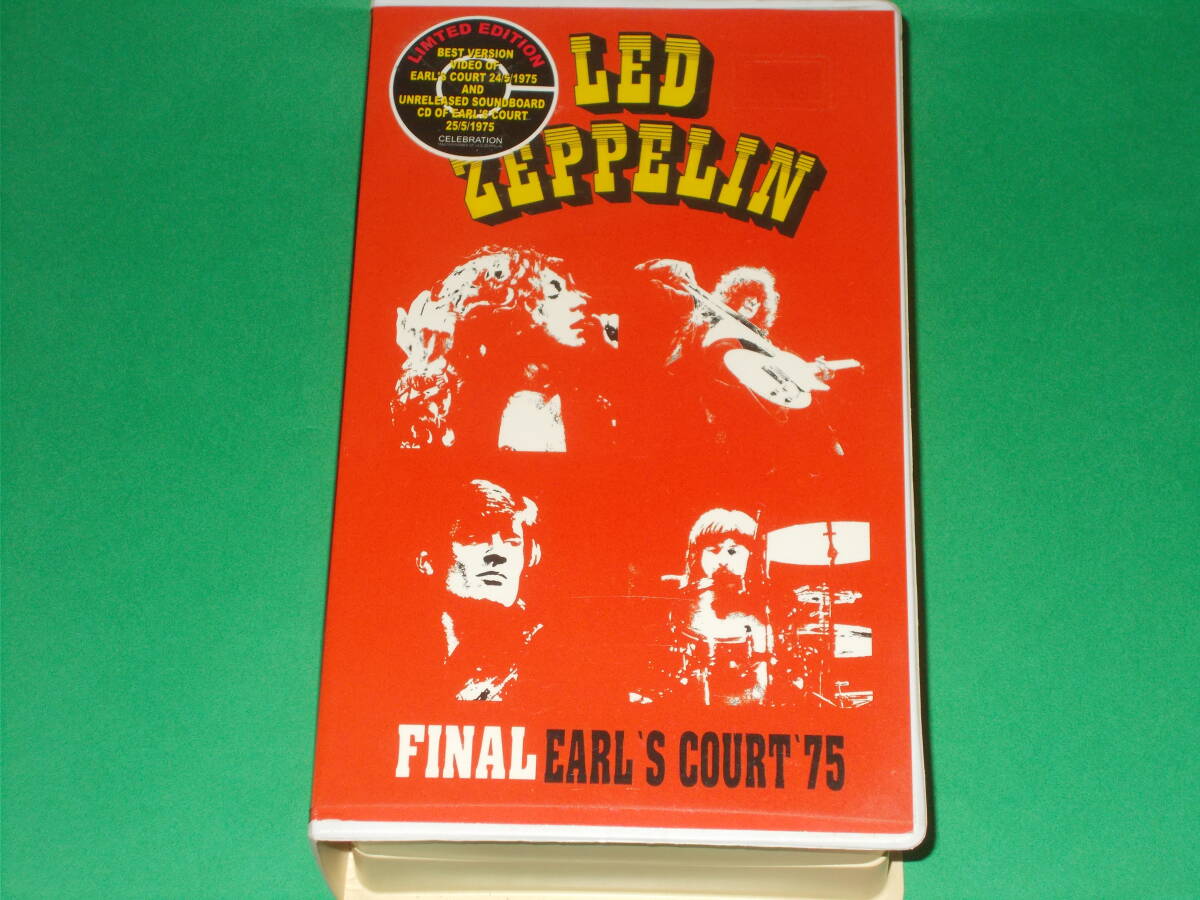 LIMTED EDITION
BEST VERSION
VIDEO OF
EARL'S COURT 24/5/1975
AND
UNRELEASED SOUNDBOARD
CD OF EARL'S COURT
25/5/1975
CELEBRATION
LED
ZEPPELIN
FINAL EARL'S COURT '75